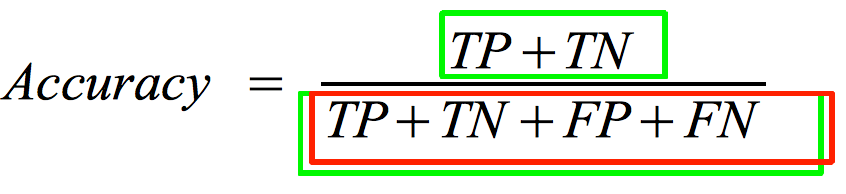 TP + TN
Accuracy =
TP + TN + FP + FN